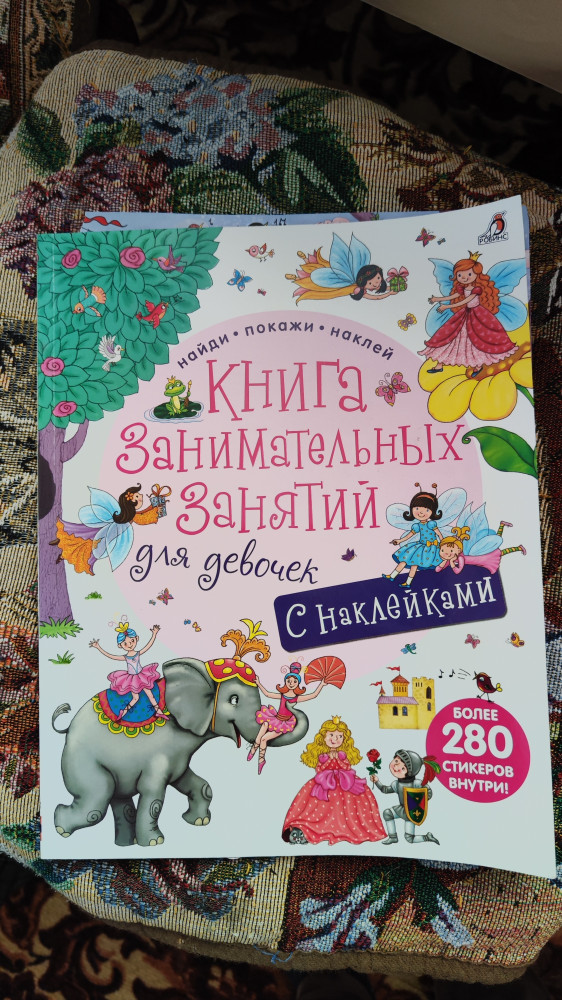 РОБИНС
найди • покажи • наклей
Книга
занимательных
занятий
для девочек
с наклейками
БОЛЕЕ
280
СТИКЕРОВ
ВНУТРИ!